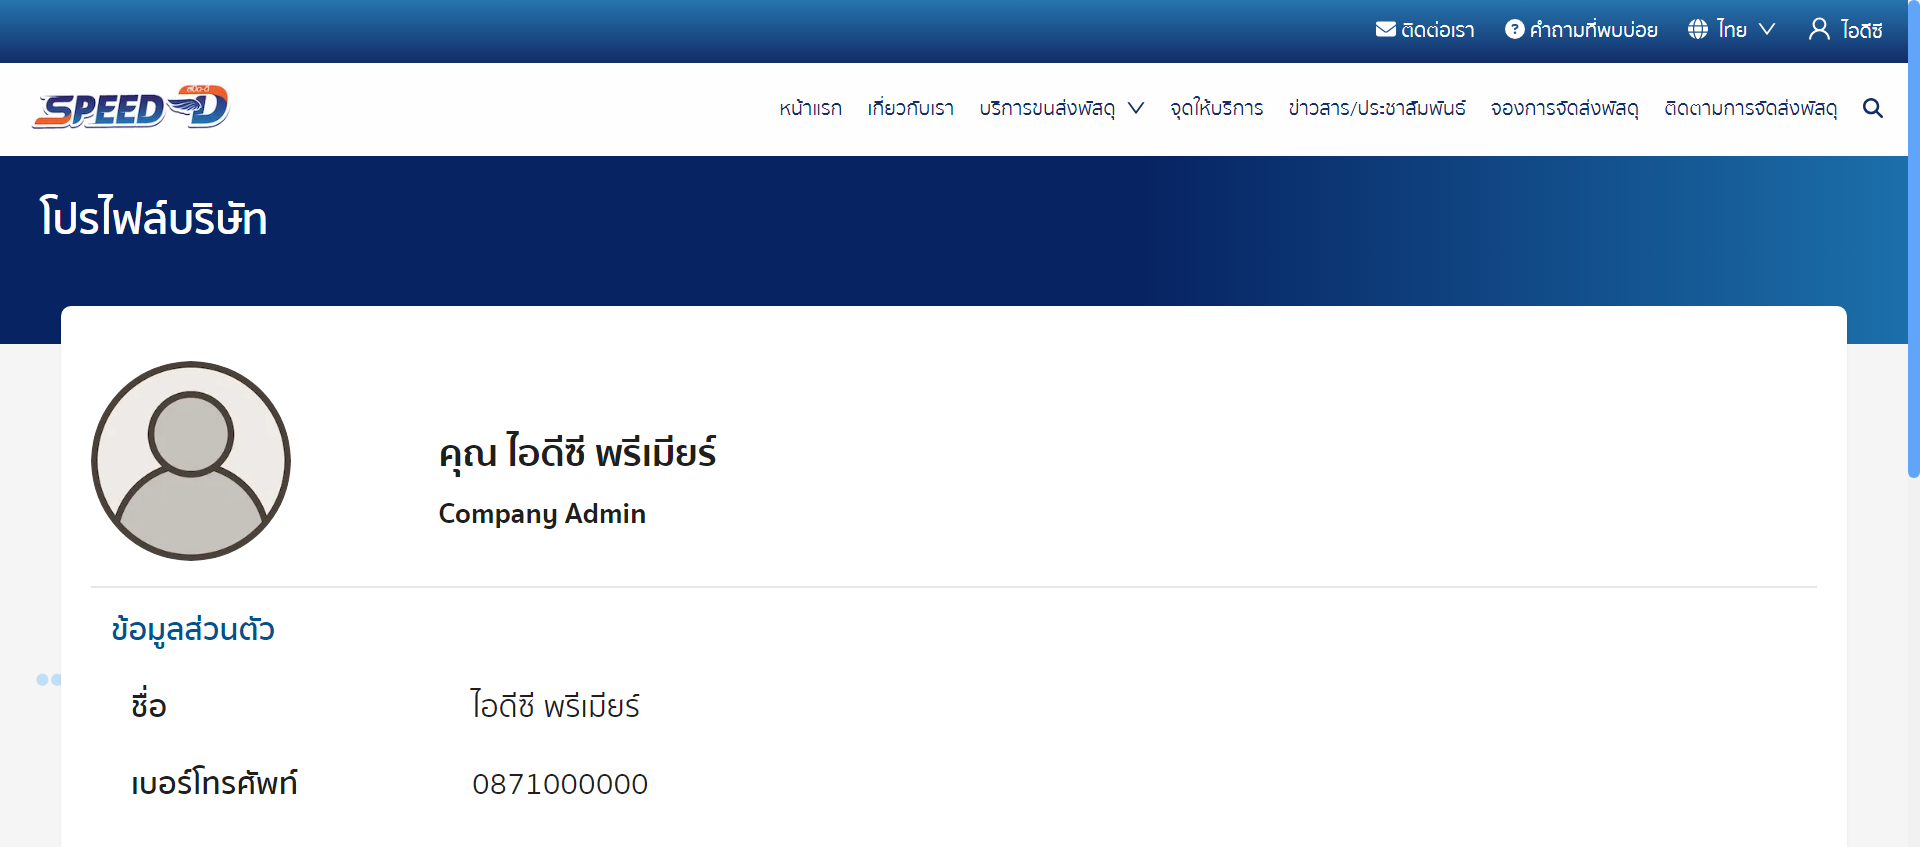 ติดต่อเรา คำถามที่พบบ่อย ไทย ไอดีซี
SPEED-D สปีด-ดี
หน้าแรก เกี่ยวกับเรา บริการขนส่งพัสดุ จุดให้บริการ ข่าวสาร/ประชาสัมพันธ์ จองการจัดส่งพัสดุ ติดตามการจัดส่งพัสดุ
โปรไฟล์บริษัท
คุณ ไอดีซี พรีเมียร์
Company Admin
ข้อมูลส่วนตัว
ชื่อ ไอดีซี พรีเมียร์
เบอร์โทรศัพท์ 0871000000